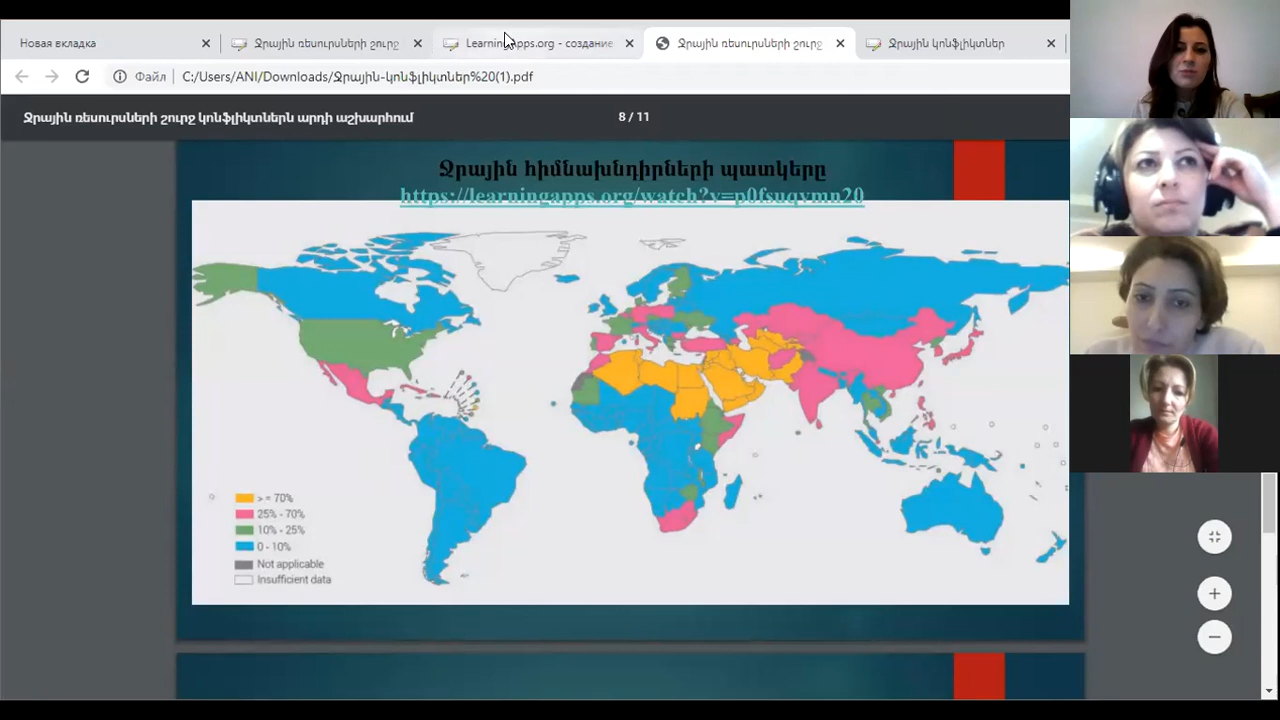 Новая вкладка
Ջրային ռեսուրսների շուրջ
LearningApps.org - создание
Ջրային ռեսուրսների շուրջ
Ջրային կոնֆլիկտներ
Файл
C:/Users/ANI/Downloads/Ջրային-կոնֆլիկտներ%20(1).pdf
Ջրային ռեսուրսների շուրջ կոնֆլիկտներն արդի աշխարհում
8 / 11
Ջրային հիմնախնդիրների պատկերը
https://learningapps.org/watch?v=p0fsuqvmn20
> = 70%
25% - 70%
10% - 25%
0 - 10%
Not applicable
Insufficient data